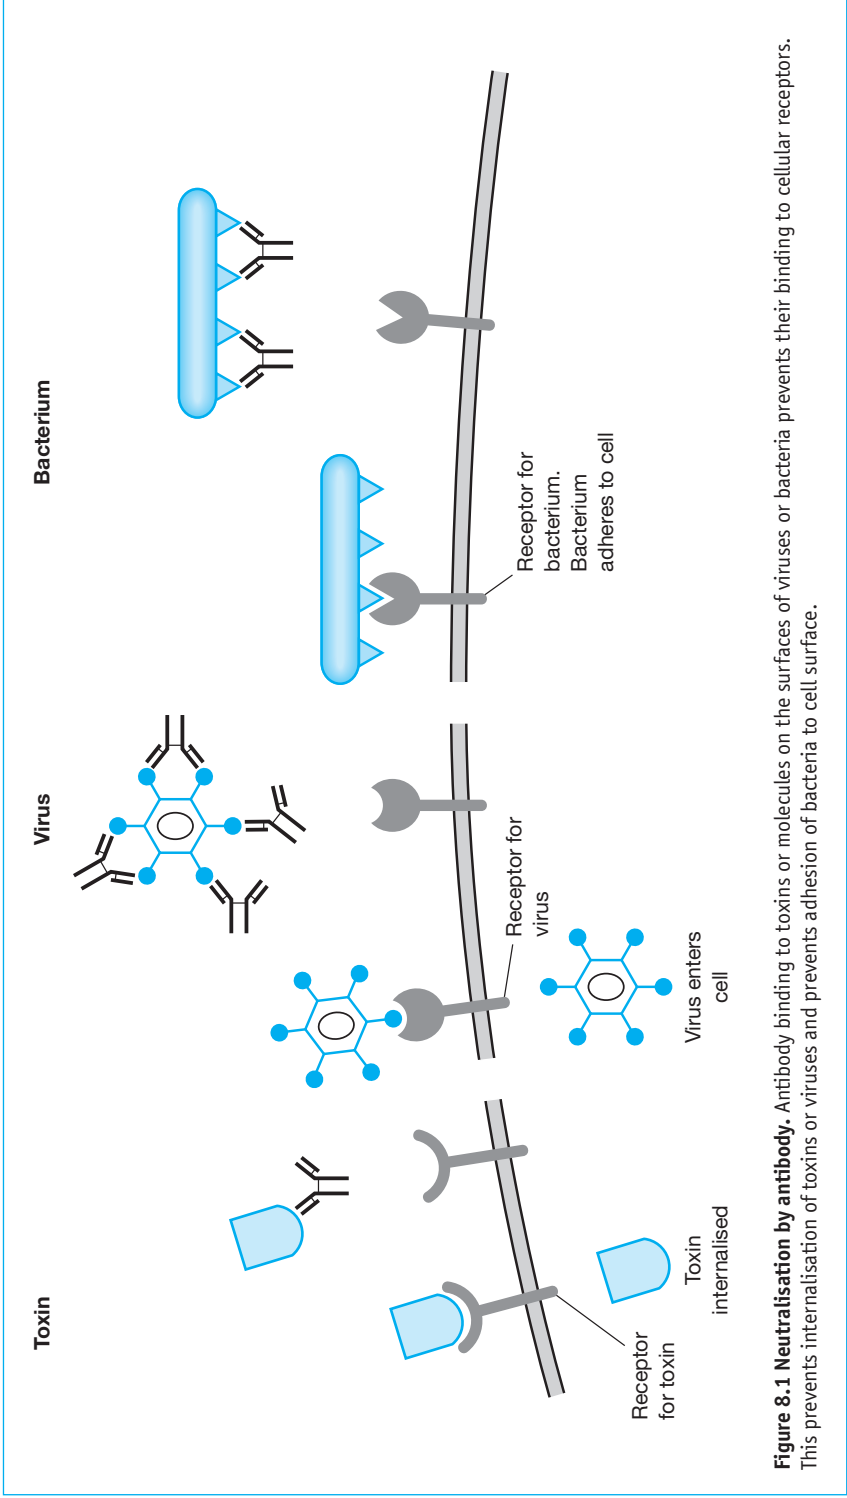 Toxin
Virus
Bacterium
Receptor
for toxin
Toxin
internalised
Receptor for
virus
Virus enters
cell
Receptor for
bacterium.
Bacterium
adheres to cell
Figure 8.1 Neutralisation by antibody. Antibody binding to toxins or molecules on the surfaces of viruses or bacteria prevents their binding to cellular receptors.
This prevents internalisation of toxins or viruses and prevents adhesion of bacteria to cell surface.